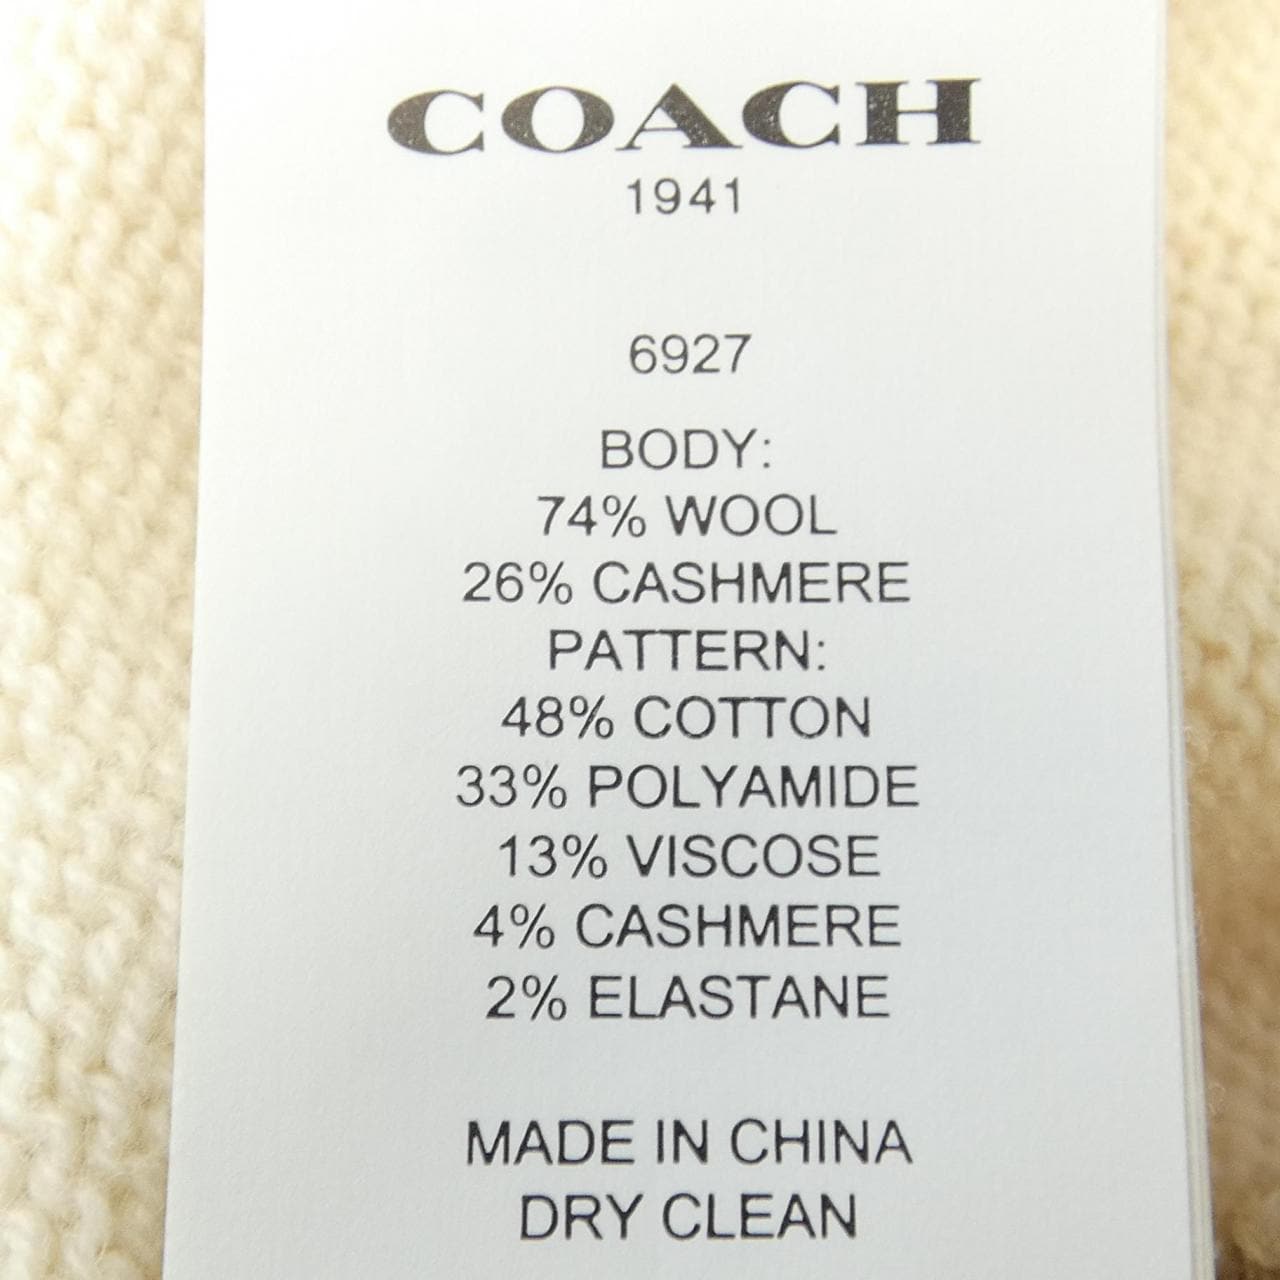 COACH
1941
6927
BODY:
74% WOOL
26% CASHMERE
PATTERN:
48% COTTON
33% POLYAMIDE
13% VISCOSE
4% CASHMERE
2% ELASTANE
MADE IN CHINA
DRY CLEAN